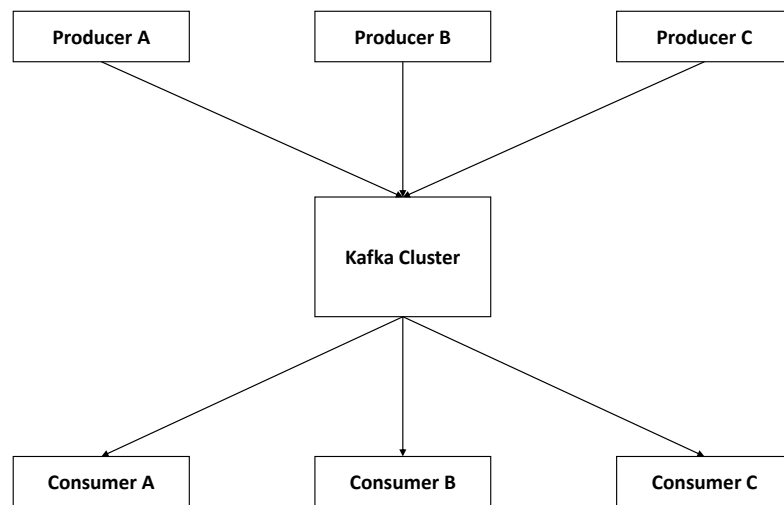 Producer A
Producer B
Producer C
Kafka Cluster
Consumer A
Consumer B
Consumer C